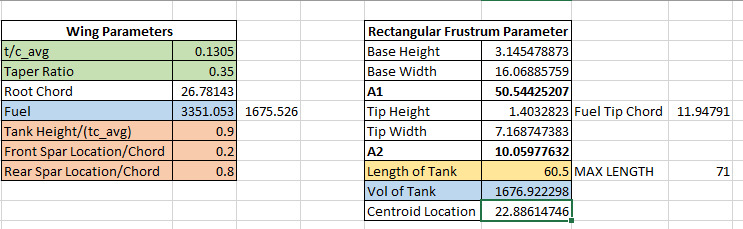 Wing Parameters
t/c_avg 0.1305
Taper Ratio 0.35
Root Chord 26.78143
Fuel 3351.053 1675.526
Tank Height/(tc_avg) 0.9
Front Spar Location/Chord 0.2
Rear Spar Location/Chord 0.8
Rectangular Frustrum Parameter
Base Height 3.145478873
Base Width 16.06885759
A1 50.54425207
Tip Height 1.4032823 Fuel Tip Chord 11.94791
Tip Width 7.168747383
A2 10.05977632
Length of Tank 60.5 MAX LENGTH 71
Vol of Tank 1676.922298
Centroid Location 22.88614746